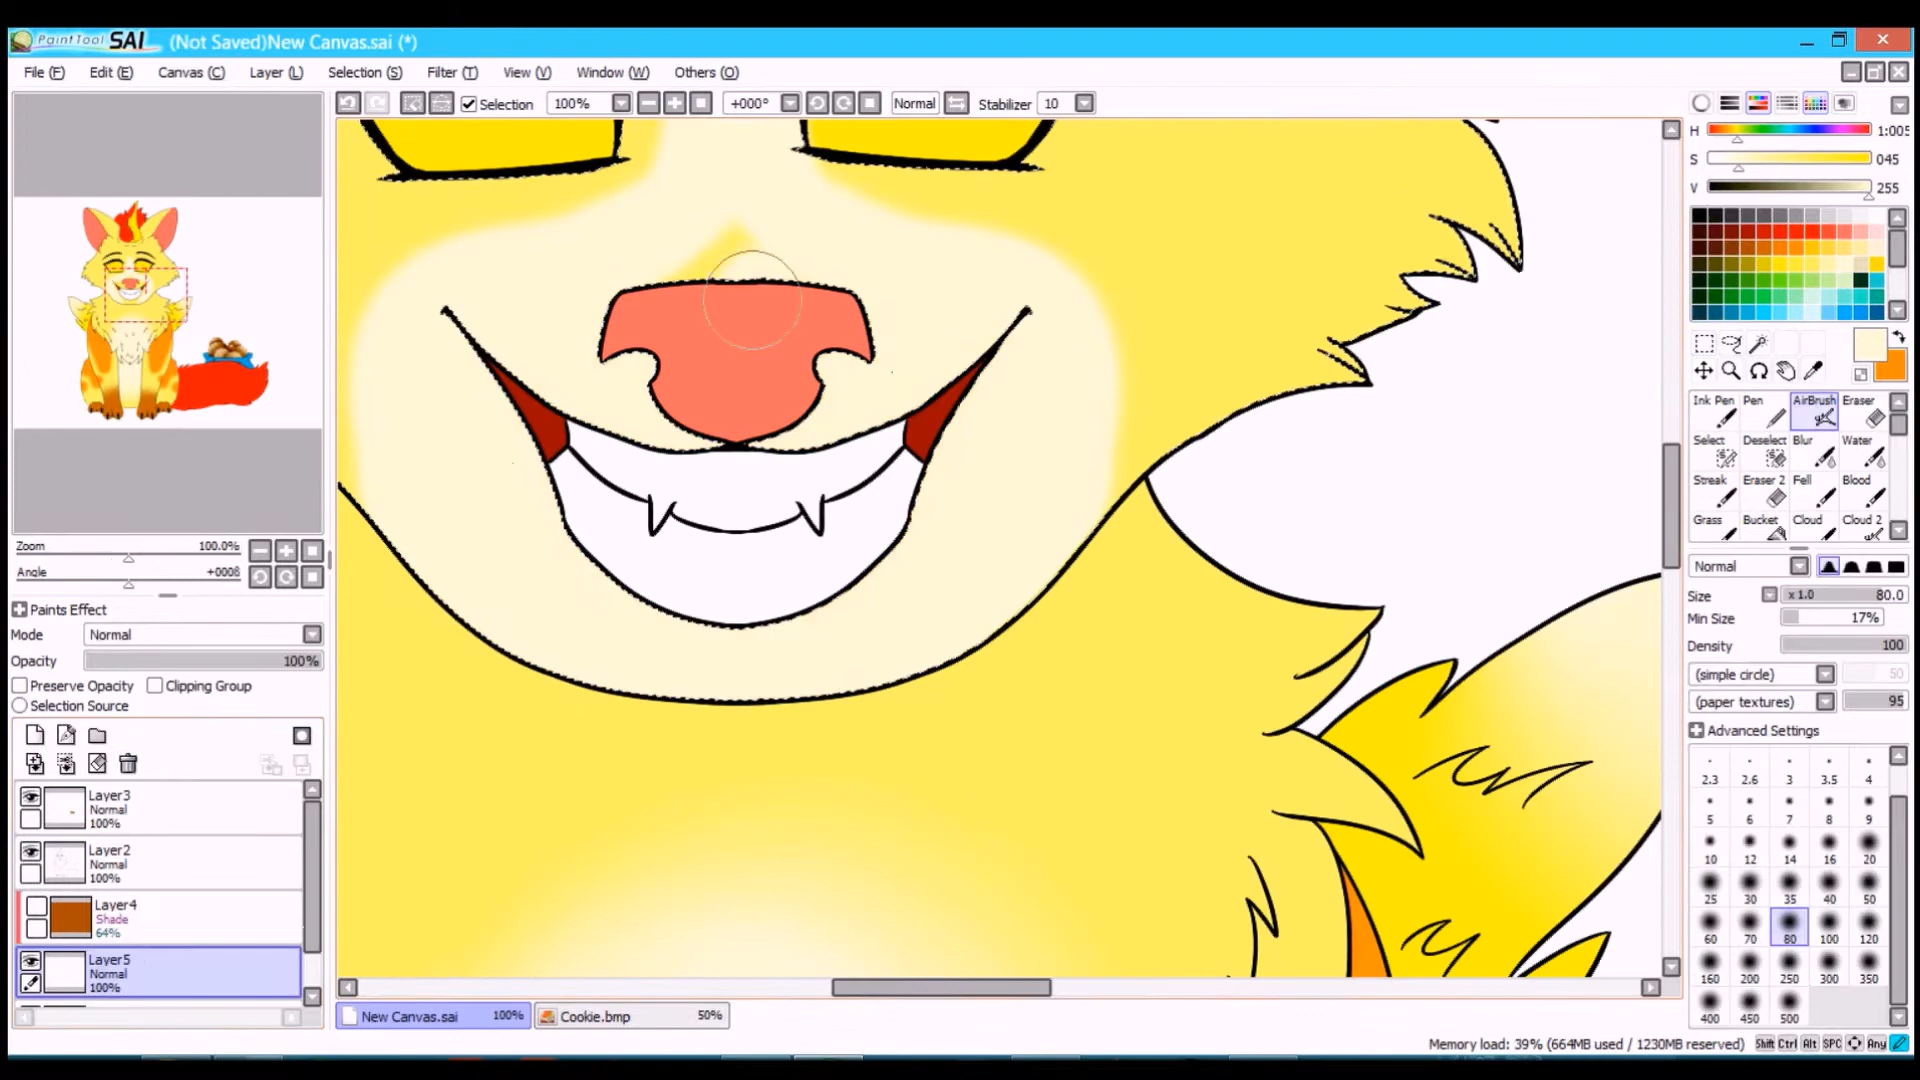 PaintTool SAI (Not Saved)New Canvas.sai (*)
File (F) Edit (E) Canvas (C) Layer (L) Selection (S) Filter (T) View (V) Window (W) Others (O)
Selection 100% +000° Normal Stabilizer 10
H 1:005
S 045
V 255
Ink Pen Pen AirBrush Eraser
Select Deselect Blur Water
Streak Eraser 2 Fell Blood
Grass Bucket Cloud Cloud 2
Normal
Size x 1.0 80.0
Min Size 17%
Density 100
(simple circle) 50
(paper textures) 95
Advanced Settings
2.3 2.6 3 3.5 4
5 6 7 8 9
10 12 14 16 20
25 30 35 40 50
60 70 80 100 120
160 200 250 300 350
400 450 500
Zoom 100.0%
Angle +000
Paints Effect
Mode Normal
Opacity 100%
Preserve Opacity Clipping Group
Selection Source
Layer3
Normal
100%
Layer2
Normal
100%
Layer4
Shade
64%
Layer5
Normal
100%
New Canvas.sai 100% Cookie.bmp 50%
Memory load: 39% (664MB used / 1230MB reserved) Shift Ctrl Alt SPC Any